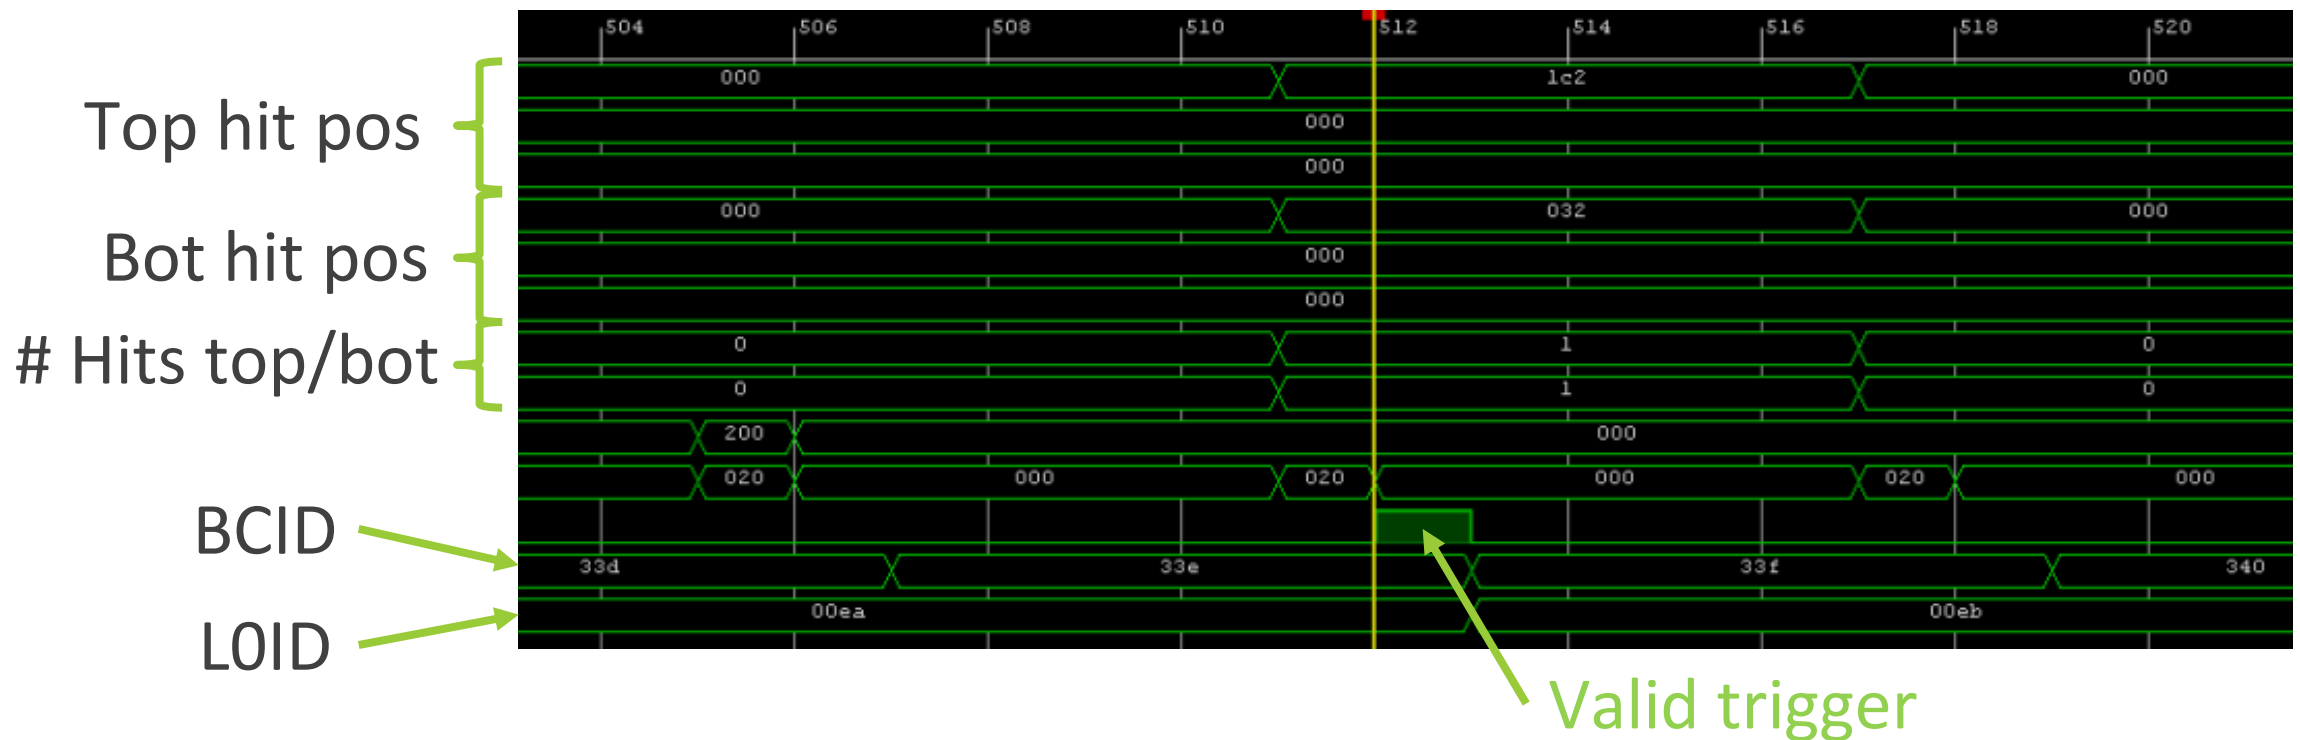 504 506 508 510 512 514 516 518 520
000 1c2 000
Top hit pos
000
000
000 032 000
Bot hit pos
000
000
# Hits top/bot
0 1 0
0 1 0
200 000
020 000 020 000 020 000
BCID
33d 33e 33f 340
L0ID
00ea 00eb
Valid trigger